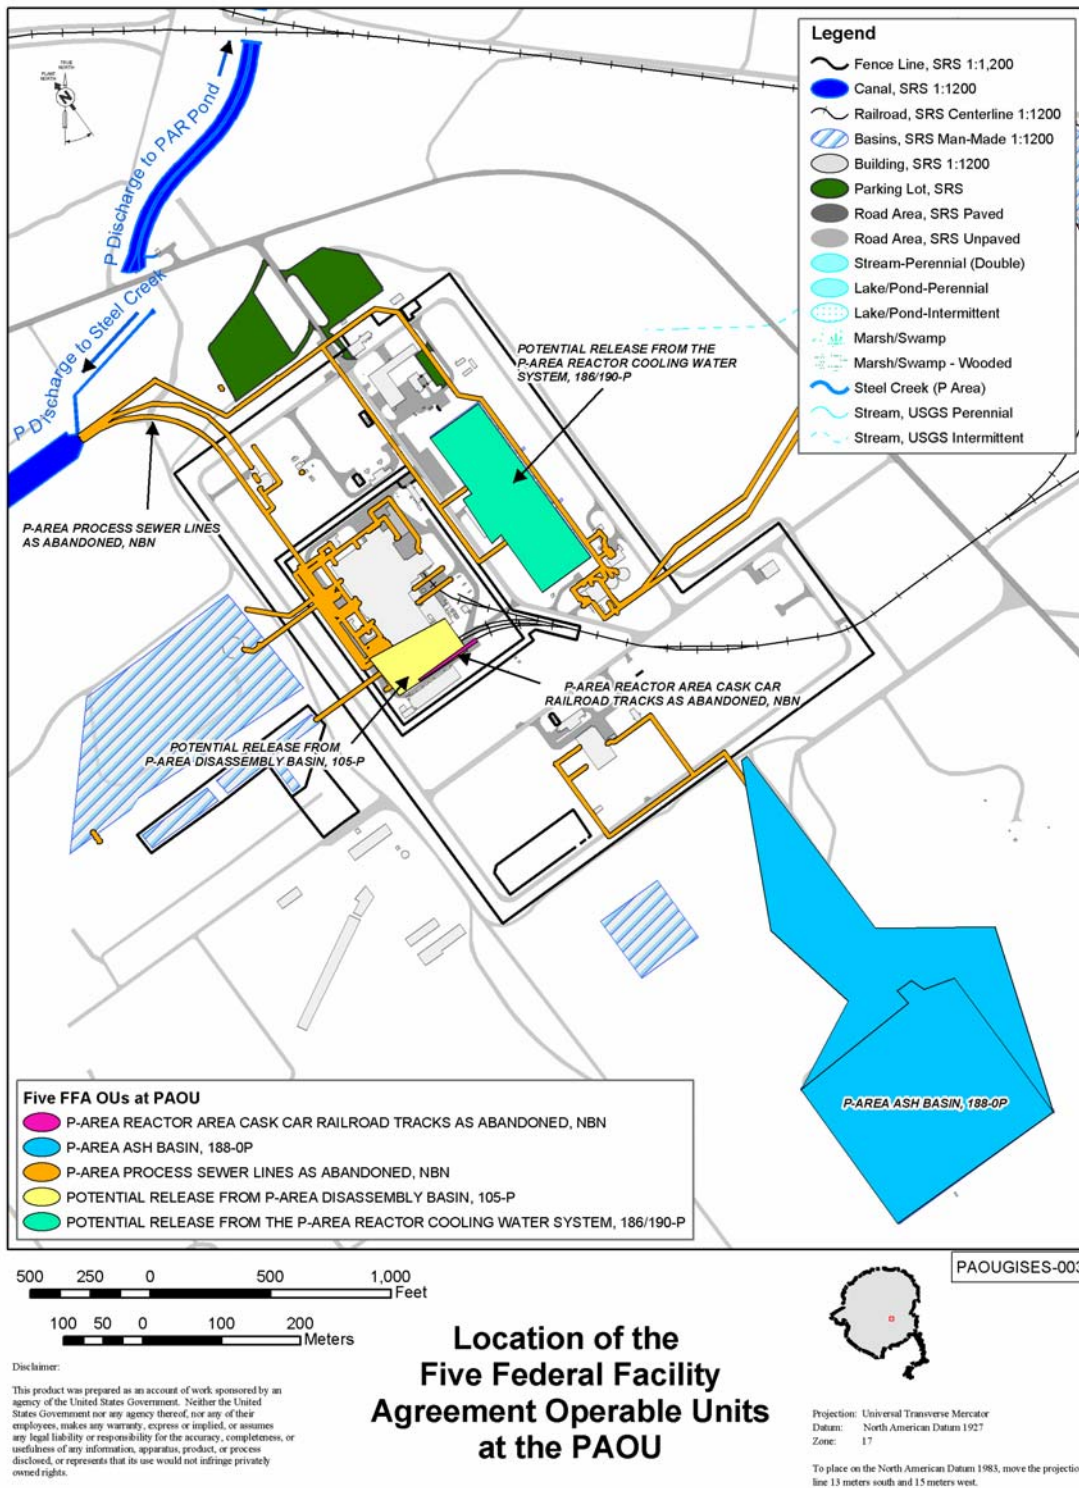 Legend
Fence Line, SRS 1:1,200
Canal, SRS 1:1200
Railroad, SRS Centerline 1:1200
Basins, SRS Man-Made 1:1200
Building, SRS 1:1200
Parking Lot, SRS
Road Area, SRS Paved
Road Area, SRS Unpaved
Stream-Perennial (Double)
Lake/Pond-Perennial
Lake/Pond-Intermittent
Marsh/Swamp
Marsh/Swamp - Wooded
Steel Creek (P Area)
Stream, USGS Perennial
Stream, USGS Intermittent
TRUE
NORTH
PLANT
NORTH
N
P Discharge to PAR Pond
P Discharge to Steel Creek
POTENTIAL RELEASE FROM THE
P-AREA REACTOR COOLING WATER
SYSTEM, 186/190-P
P-AREA PROCESS SEWER LINES
AS ABANDONED, NBN
P-AREA REACTOR AREA CASK CAR
RAILROAD TRACKS AS ABANDONED, NBN
POTENTIAL RELEASE FROM
P-AREA DISASSEMBLY BASIN, 105-P
P-AREA ASH BASIN, 188-0P
Five FFA OUs at PAOU
P-AREA REACTOR AREA CASK CAR RAILROAD TRACKS AS ABANDONED, NBN
P-AREA ASH BASIN, 188-0P
P-AREA PROCESS SEWER LINES AS ABANDONED, NBN
POTENTIAL RELEASE FROM P-AREA DISASSEMBLY BASIN, 105-P
POTENTIAL RELEASE FROM THE P-AREA REACTOR COOLING WATER SYSTEM, 186/190-P
500 250 0 500 1,000
Feet
100 50 0 100 200
Meters
Disclaimer:
This product was prepared as an account of work sponsored by an
agency of the United States Government. Neither the United
States Government nor any agency thereof, nor any of their
employees, makes any warranty, express or implied, or assumes
any legal liability or responsibility for the accuracy, completeness, or
usefulness of any information, apparatus, product, or process
disclosed, or represents that its use would not infringe privately
owned rights.
Location of the
Five Federal Facility
Agreement Operable Units
at the PAOU
PAOUGISES-003
Projection: Universal Transverse Mercator
Datum: North American Datum 1927
Zone: 17
To place on the North American Datum 1983, move the projectio
line 13 meters south and 15 meters west.